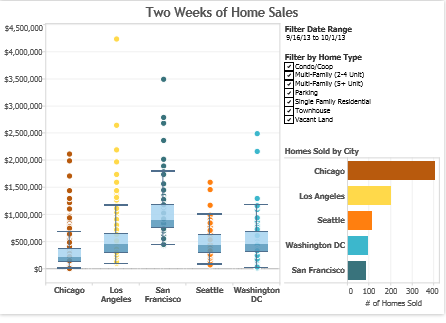 Two Weeks of Home Sales
$4,500,000
$4,000,000
$3,500,000
$3,000,000
$2,500,000
$2,000,000
$1,500,000
$1,000,000
$500,000
$0
Chicago
Los Angeles
San Francisco
Seattle
Washington DC
Filter Date Range
9/16/13 to 10/1/13
Filter by Home Type
Condo/Coop
Multi-Family (2-4 Unit)
Multi-Family (5+ Unit)
Parking
Single Family Residential
Townhouse
Vacant Land
Homes Sold by City
Chicago
Los Angeles
Seattle
Washington DC
San Francisco
0 100 200 300 400
# of Homes Sold